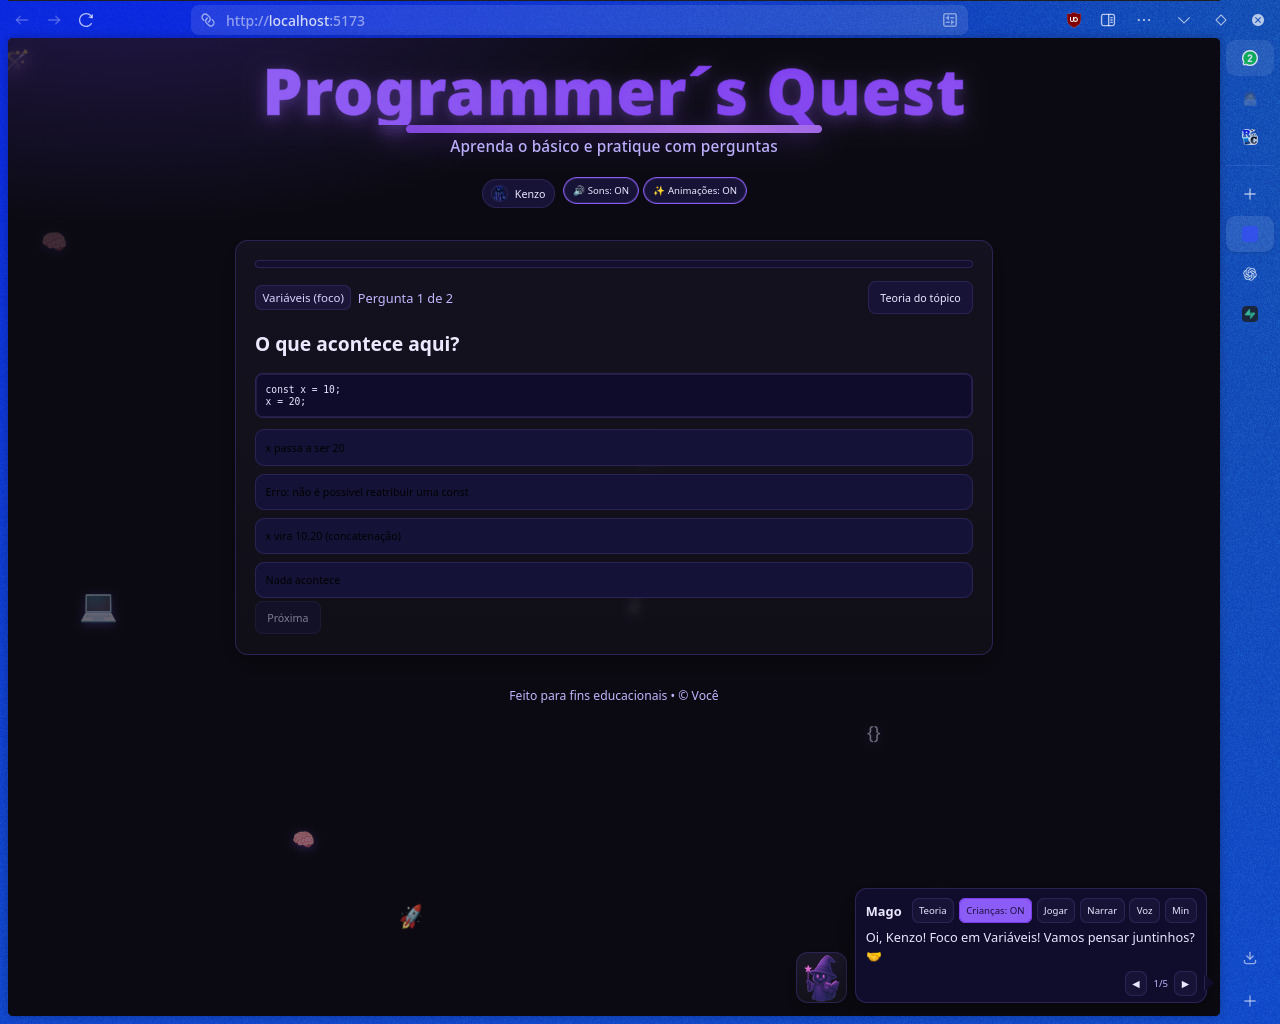 http://localhost:5173
2
Programmer´s Quest
Aprenda o básico e pratique com perguntas
Kenzo
🔊 Sons: ON
✨ Animações: ON
Variáveis (foco)
Pergunta 1 de 2
Teoria do tópico
O que acontece aqui?
const x = 10;
x = 20;
x passa a ser 20
Erro: não é possível reatribuir uma const
x vira 10,20 (concatenação)
Nada acontece
Próxima
Feito para fins educacionais • © Você
{}
Mago
Teoria
Crianças: ON
Jogar
Narrar
Voz
Min
Oi, Kenzo! Foco em Variáveis! Vamos pensar juntinhos?
🤝
◀ 1/5 ▶